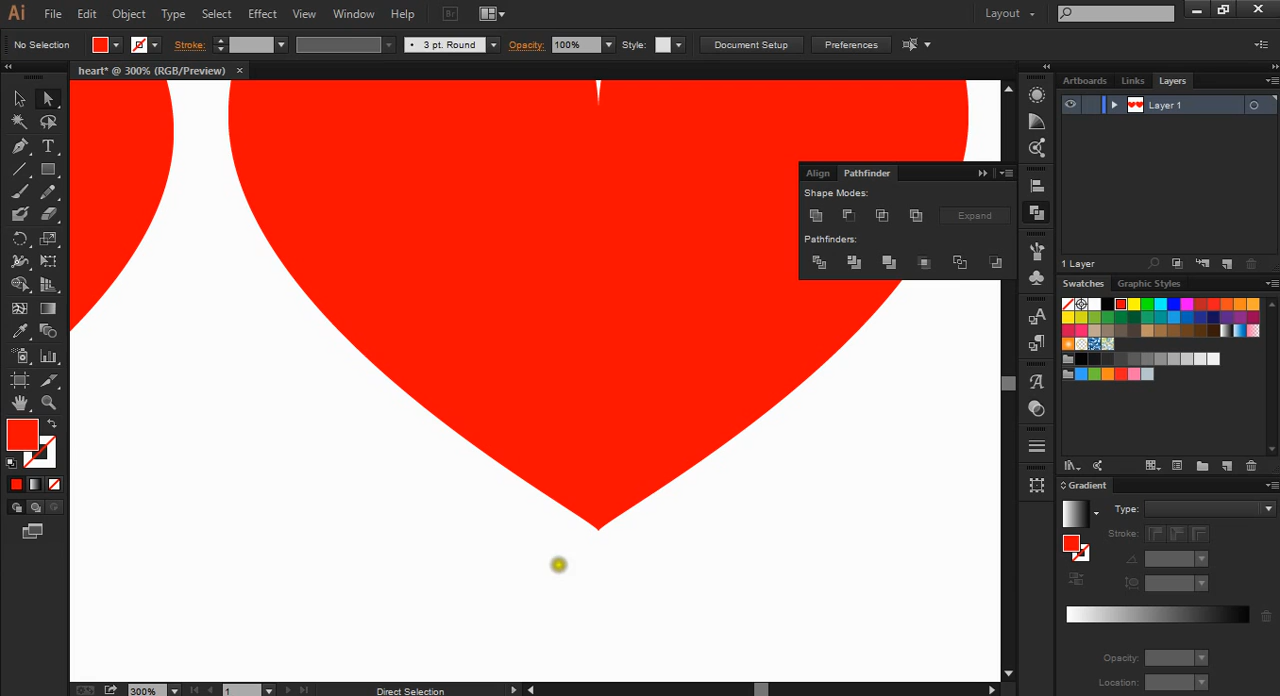 Ai File Edit Object Type Select Effect View Window Help Br Layout
No Selection Stroke: 3 pt. Round Opacity: 100% Style: Document Setup Preferences
heart* @ 300% (RGB/Preview) ×
Artboards Links Layers
Layer 1
Align Pathfinder
Shape Modes:
Expand
Pathfinders:
1 Layer
Swatches Graphic Styles
Gradient
Type:
Stroke:
Opacity:
Location:
300% 1 Direct Selection